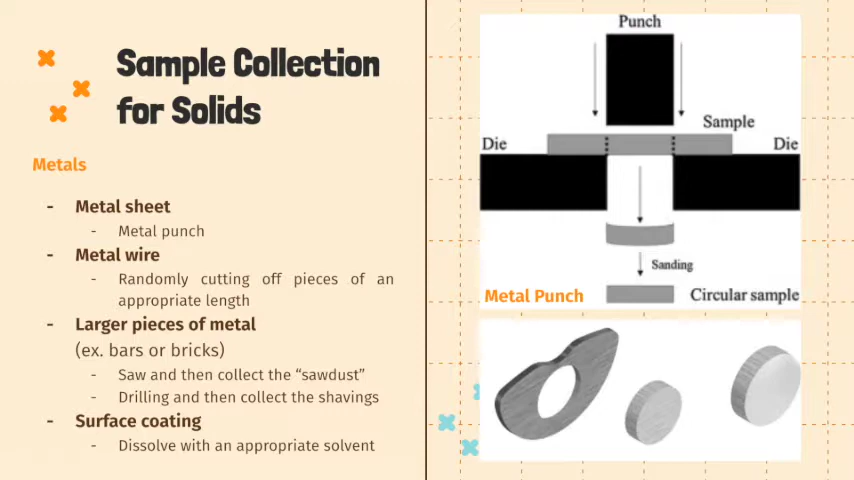 Sample Collection
for Solids
Metals
- Metal sheet
- Metal punch
- Metal wire
- Randomly cutting off pieces of an
appropriate length
- Larger pieces of metal
(ex. bars or bricks)
- Saw and then collect the “sawdust”
- Drilling and then collect the shavings
- Surface coating
- Dissolve with an appropriate solvent
Punch
Sample
Die
Die
Sanding
Metal Punch
Circular sample